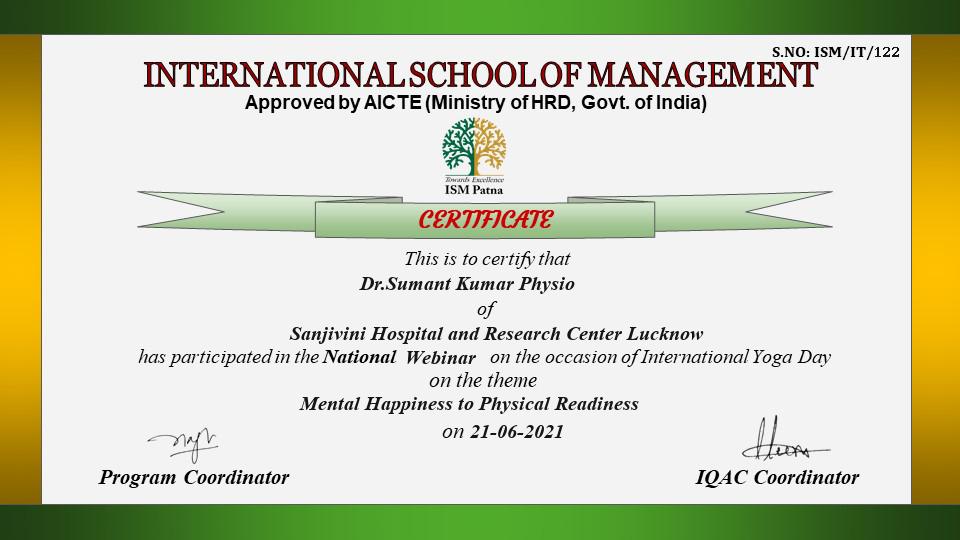 S.NO: ISM/IT/122
INTERNATIONAL SCHOOL OF MANAGEMENT
Approved by AICTE (Ministry of HRD, Govt. of India)
Towards Excellence
ISM Patna
CERTIFICATE
This is to certify that
Dr.Sumant Kumar Physio
of
Sanjivini Hospital and Research Center Lucknow
has participated in the National Webinar on the occasion of International Yoga Day
on the theme
Mental Happiness to Physical Readiness
on 21-06-2021
Program Coordinator
IQAC Coordinator